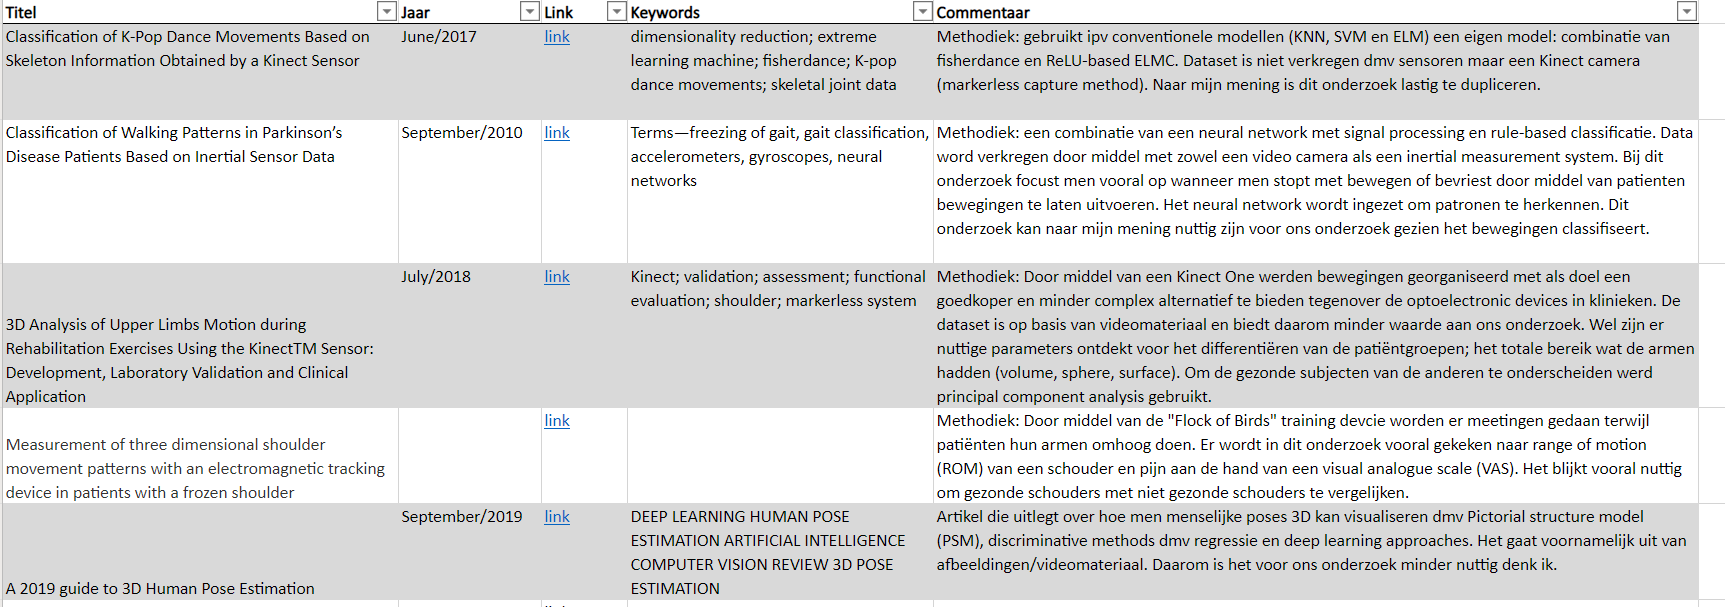 Titel Jaar Link Keywords Commentaar
Classification of K-Pop Dance Movements Based on
Skeleton Information Obtained by a Kinect Sensor
June/2017
link
dimensionality reduction; extreme
learning machine; fisherdance; K-pop
dance movements; skeletal joint data
Methodiek: gebruikt ipv conventionele modellen (KNN, SVM en ELM) een eigen model: combinatie van
fisherdance en ReLU-based ELMC. Dataset is niet verkregen dmv sensoren maar een Kinect camera
(markerless capture method). Naar mijn mening is dit onderzoek lastig te dupliceren.
Classification of Walking Patterns in Parkinson’s
Disease Patients Based on Inertial Sensor Data
September/2010
link
Terms—freezing of gait, gait classification,
accelerometers, gyroscopes, neural
networks
Methodiek: een combinatie van een neural network met signal processing en rule-based classificatie. Data
word verkregen door middel met zowel een video camera als een inertial measurement system. Bij dit
onderzoek focust men vooral op wanneer men stopt met bewegen of bevriest door middel van patienten
bewegingen te laten uitvoeren. Het neural network wordt ingezet om patronen te herkennen. Dit
onderzoek kan naar mijn mening nuttig zijn voor ons onderzoek gezien het bewegingen classifiseert.
3D Analysis of Upper Limbs Motion during
Rehabilitation Exercises Using the KinectTM Sensor:
Development, Laboratory Validation and Clinical
Application
July/2018
link
Kinect; validation; assessment; functional
evaluation; shoulder; markerless system
Methodiek: Door middel van een Kinect One werden bewegingen georganiseerd met als doel een
goedkoper en minder complex alternatief te bieden tegenover de optoelectronic devices in klinieken. De
dataset is op basis van videomateriaal en biedt daarom minder waarde aan ons onderzoek. Wel zijn er
nuttige parameters ontdekt voor het differentiëren van de patiëntgroepen; het totale bereik wat de armen
hadden (volume, sphere, surface). Om de gezonde subjecten van de anderen te onderscheiden werd
principal component analysis gebruikt.
Measurement of three dimensional shoulder
movement patterns with an electromagnetic tracking
device in patients with a frozen shoulder
link
Methodiek: Door middel van de "Flock of Birds" training devcie worden er meetingen gedaan terwijl
patiënten hun armen omhoog doen. Er wordt in dit onderzoek vooral gekeken naar range of motion
(ROM) van een schouder en pijn aan de hand van een visual analogue scale (VAS). Het blijkt vooral nuttig
om gezonde schouders met niet gezonde schouders te vergelijken.
A 2019 guide to 3D Human Pose Estimation
September/2019
link
DEEP LEARNING HUMAN POSE
ESTIMATION ARTIFICIAL INTELLIGENCE
COMPUTER VISION REVIEW 3D POSE
ESTIMATION
Artikel die uitlegt over hoe men menselijke poses 3D kan visualiseren dmv Pictorial structure model
(PSM), discriminative methods dmv regressie en deep learning approaches. Het gaat voornamelijk uit van
afbeeldingen/videomateriaal. Daarom is het voor ons onderzoek minder nuttig denk ik.